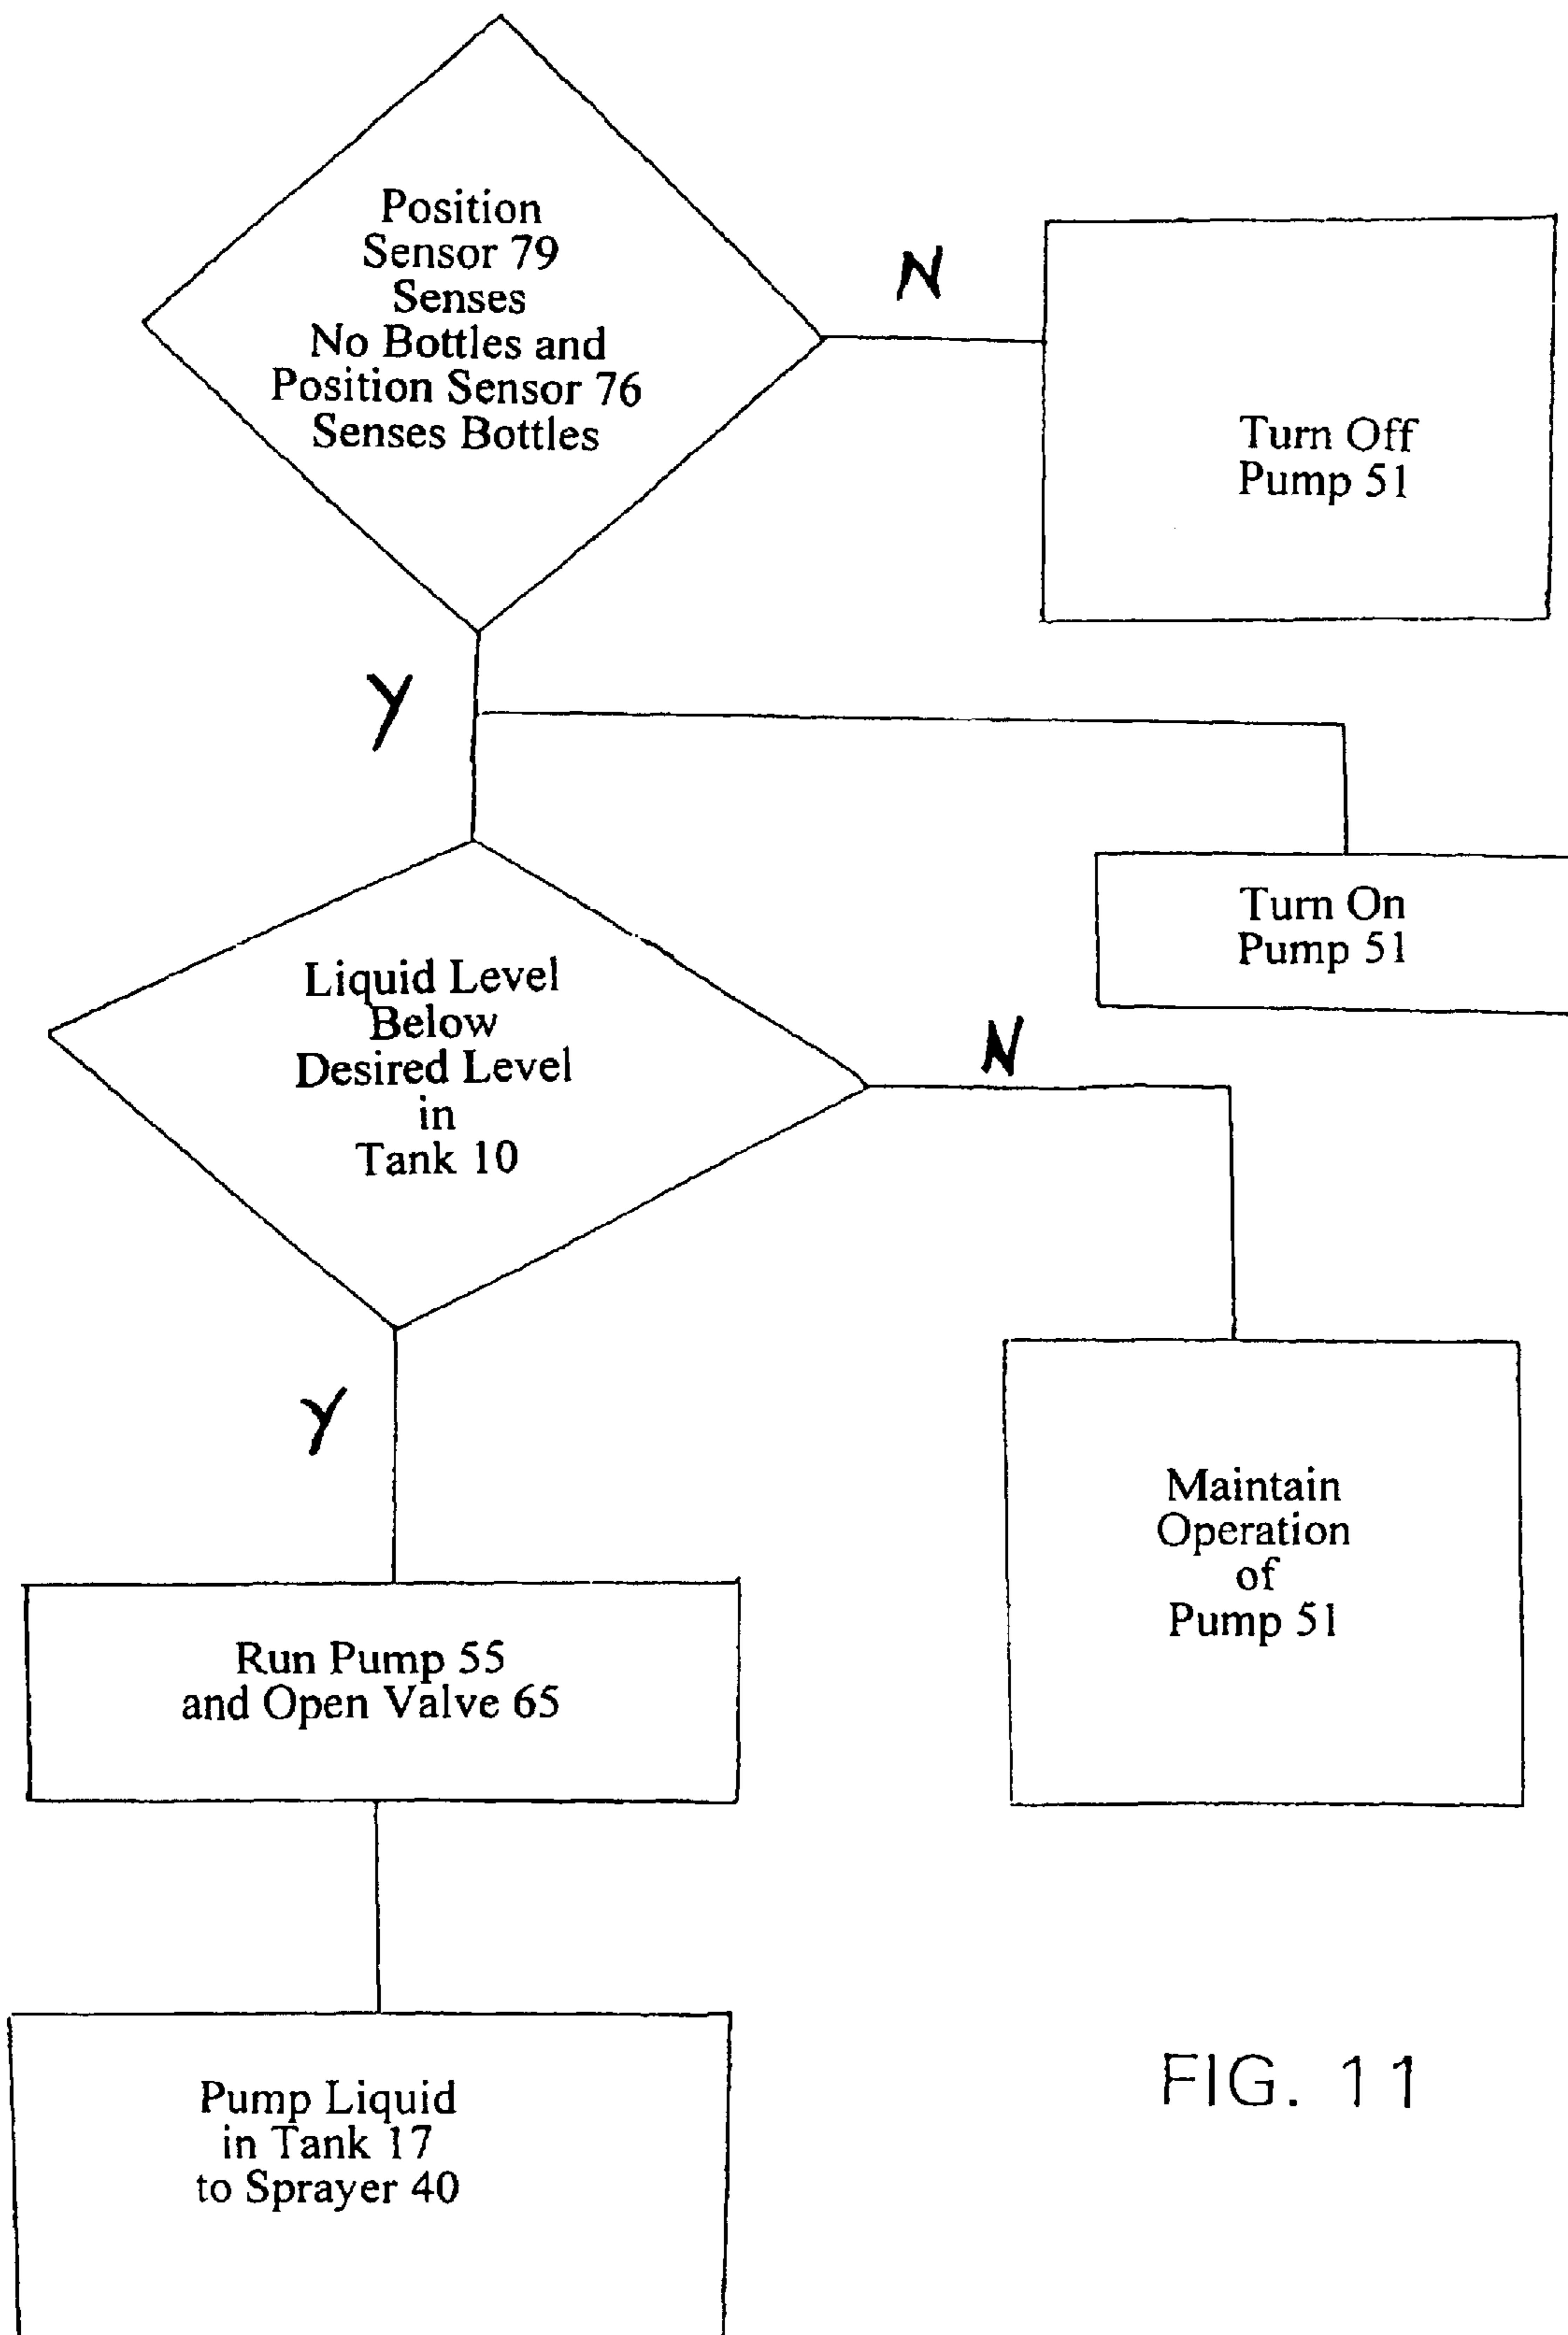 Position
Sensor 79
Senses
No Bottles and
Position Sensor 76
Senses Bottles
N
Turn Off
Pump 51
Y
Turn On
Pump 51
Liquid Level
Below
Desired Level
in
Tank 10
N
Maintain
Operation
of
Pump 51
Y
Run Pump 55
and Open Valve 65
Pump Liquid
in Tank 17
to Sprayer 40
FIG. 11